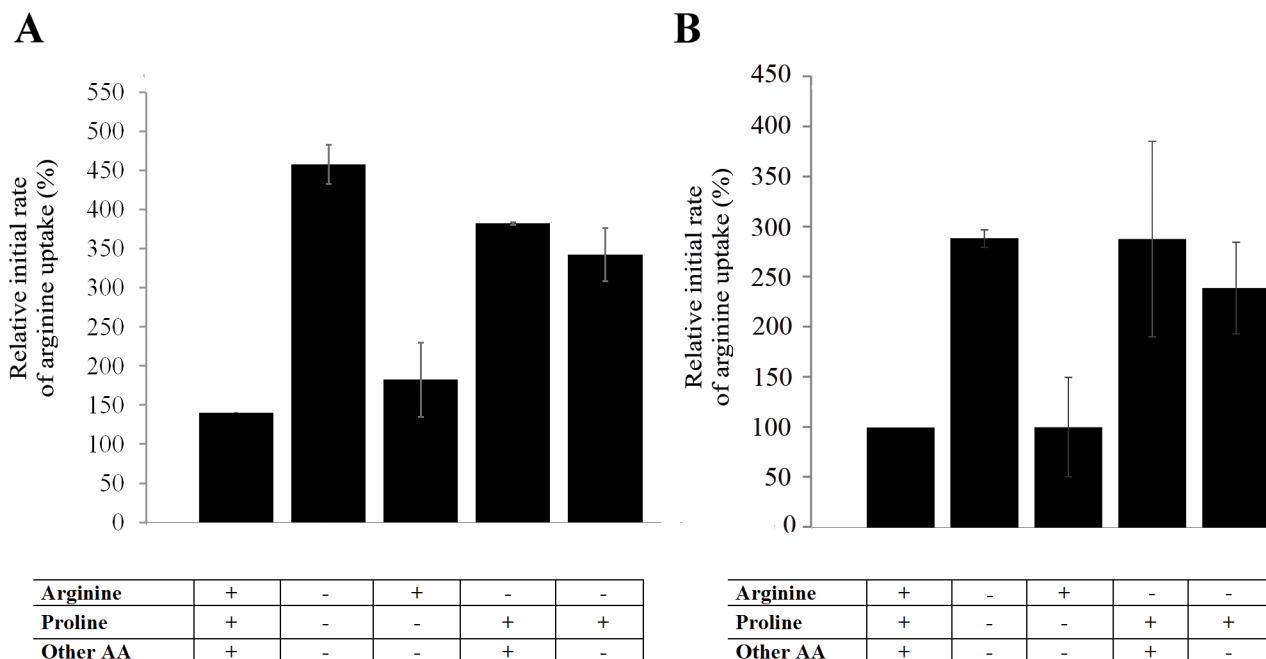 A
B
Relative initial rate
of arginine uptake (%)
550
500
450
400
350
300
250
200
150
100
50
0
Relative initial rate
of arginine uptake (%)
450
400
350
300
250
200
150
100
50
0
Arginine + - + - -
Proline + - - + +
Other AA + - - + -
Arginine + - + - -
Proline + - - + +
Other AA + - - + -